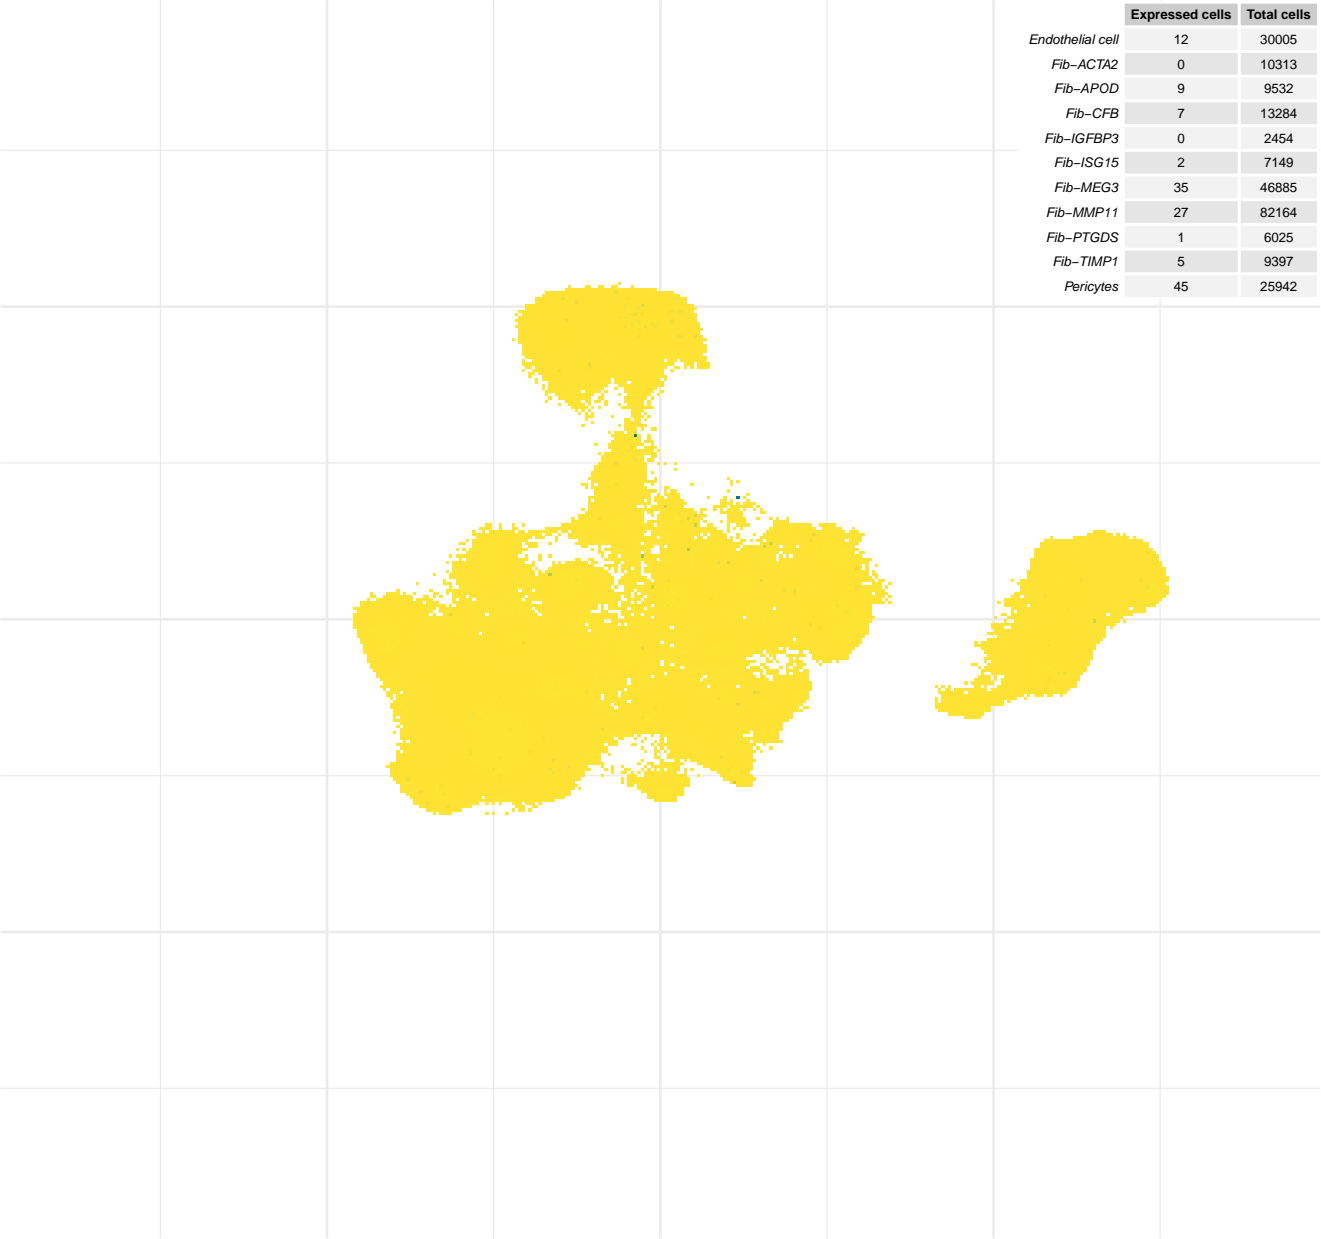 Expressed cells Total cells
Endothelial cell 12 30005
Fib−ACTA2 0 10313
Fib−APOD 9 9532
Fib−CFB 7 13284
Fib−IGFBP3 0 2454
Fib−ISG15 2 7149
Fib−MEG3 35 46885
Fib−MMP11 27 82164
Fib−PTGDS 1 6025
Fib−TIMP1 5 9397
Pericytes 45 25942